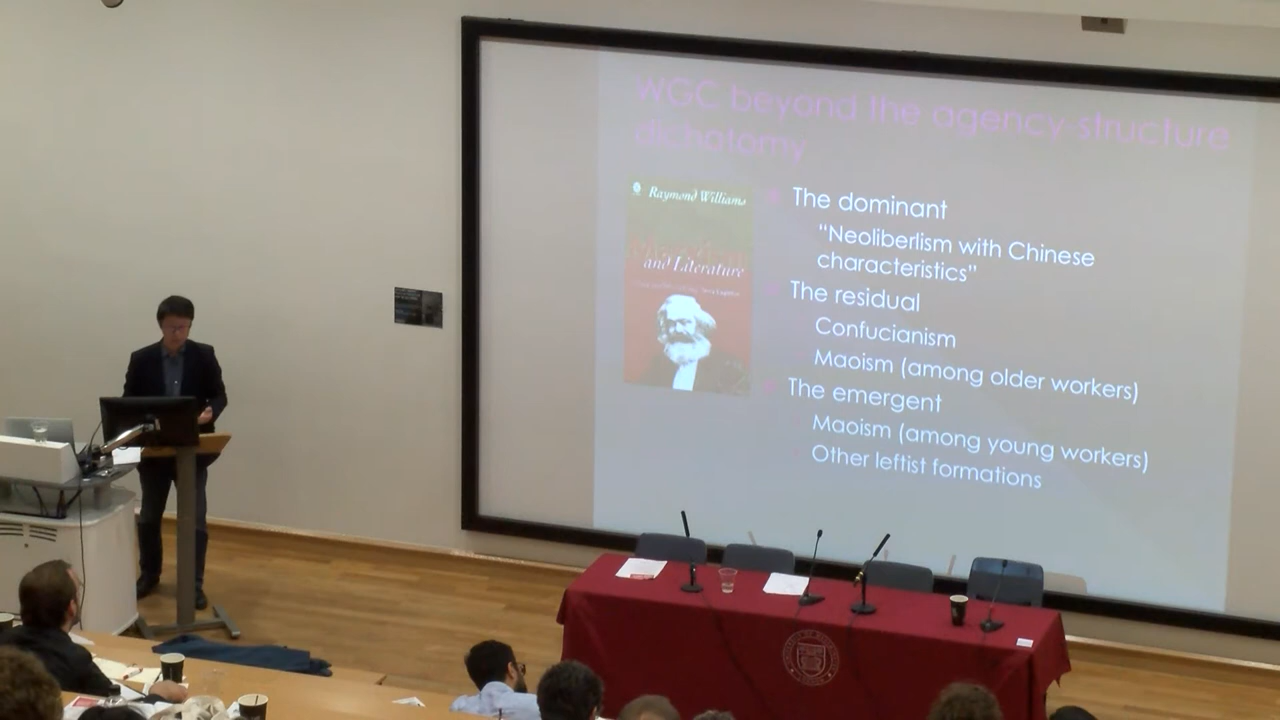 WGC beyond the agency-structure
dichotomy
Raymond Williams
and Literature
The dominant
"Neoliberlism with Chinese
characteristics"
The residual
Confucianism
Maoism (among older workers)
The emergent
Maoism (among young workers)
Other leftist formations